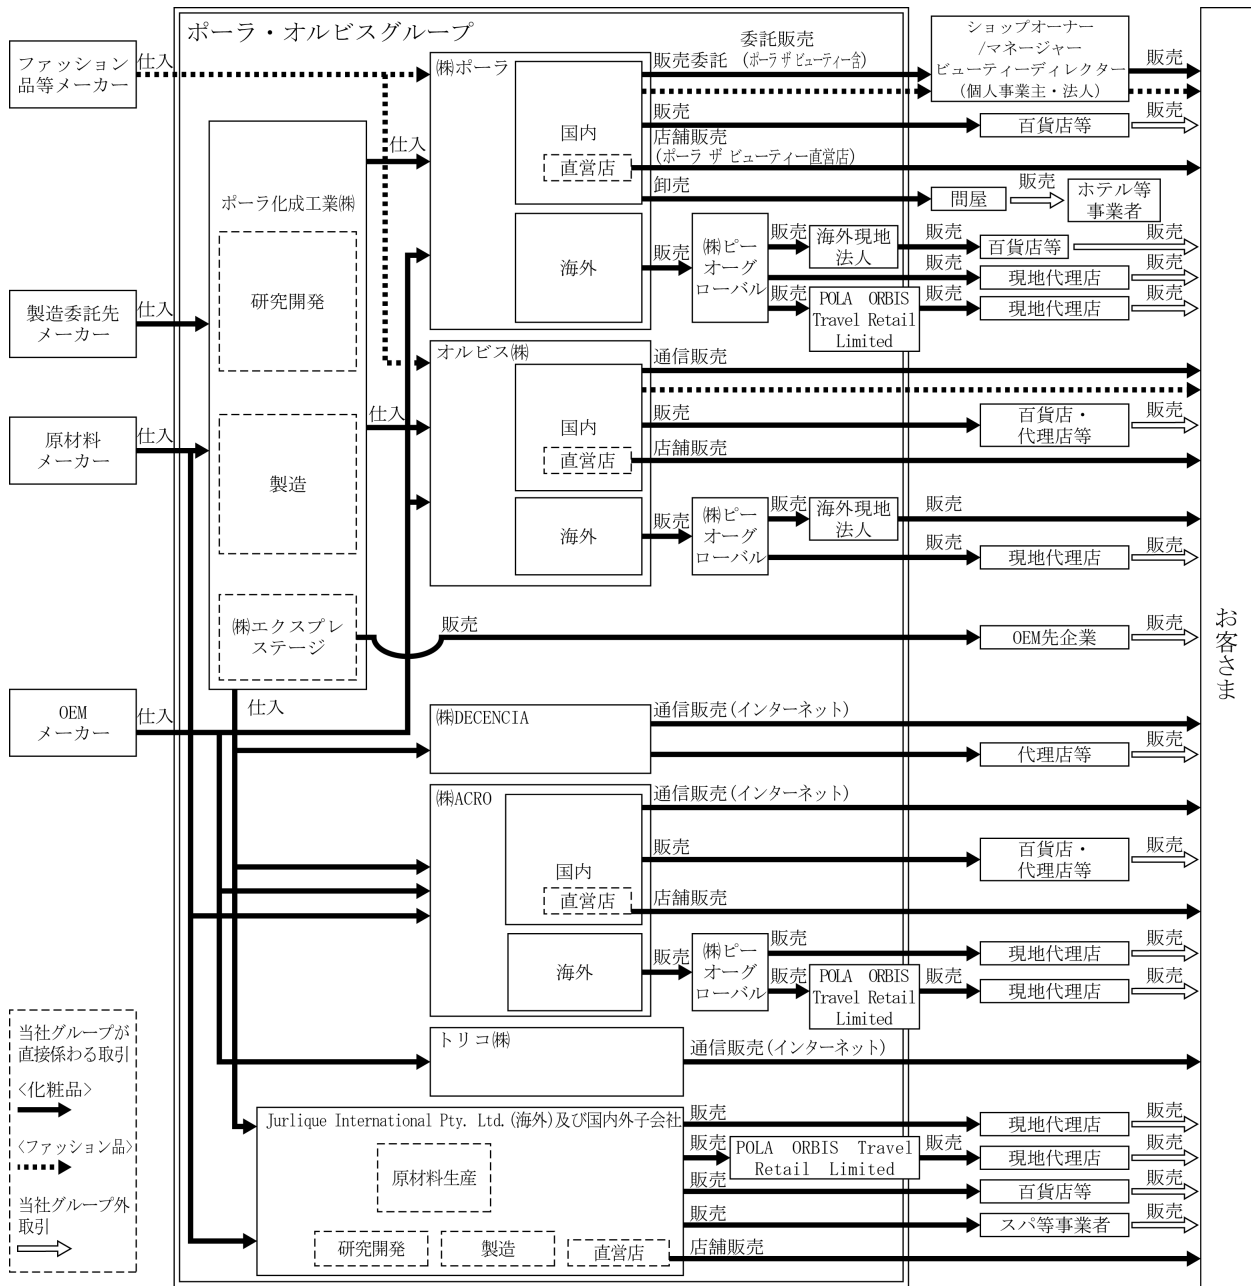 ポーラ・オルビスグループ
ファッション
品等メーカー
仕入
㈱ポーラ
国内
直営店
海外
販売委託
委託販売
(ポーラ ザ ビューティー含)
ショップオーナー
/マネージャー
ビューティーディレクター
(個人事業主・法人)
販売
販売
百貨店等
販売
店舗販売
(ポーラ ザ ビューティー直営店)
卸売
問屋
販売
ホテル等
事業者
販売
㈱ピー
オーグ
ローバル
販売
海外現地
法人
販売
百貨店等
販売
販売
現地代理店
販売
販売
POLA ORBIS
Travel Retail
Limited
販売
現地代理店
販売
仕入
ポーラ化成工業㈱
研究開発
製造
㈱エクスプレ
ステージ
製造委託先
メーカー
仕入
原材料
メーカー
仕入
仕入
オルビス㈱
国内
直営店
海外
通信販売
販売
百貨店・
代理店等
販売
店舗販売
販売
㈱ピー
オーグ
ローバル
販売
海外現地
法人
販売
販売
現地代理店
販売
販売
OEM先企業
販売
お客さま
OEM
メーカー
仕入
仕入
㈱DECENCIA
通信販売(インターネット)
代理店等
販売
㈱ACRO
国内
直営店
海外
通信販売(インターネット)
販売
百貨店・
代理店等
販売
店舗販売
販売
㈱ピー
オーグ
ローバル
販売
現地代理店
販売
販売
POLA ORBIS
Travel Retail
Limited
販売
現地代理店
販売
トリコ㈱
通信販売(インターネット)
Jurlique International Pty. Ltd.(海外)及び国内外子会社
原材料生産
研究開発
製造
直営店
販売
現地代理店
販売
販売
POLA ORBIS Travel
Retail Limited
販売
現地代理店
販売
販売
百貨店等
販売
販売
スパ等事業者
販売
店舗販売
当社グループが
直接係わる取引
<化粧品>
<ファッション品>
当社グループ外
取引